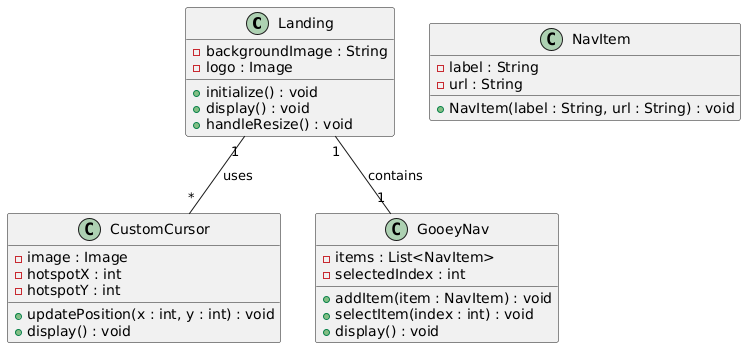 Landing
backgroundImage : String
logo : Image
initialize() : void
display() : void
handleResize() : void
NavItem
label : String
url : String
NavItem(label : String, url : String) : void
1
1
uses
contains
*
1
CustomCursor
image : Image
hotspotX : int
hotspotY : int
updatePosition(x : int, y : int) : void
display() : void
GooeyNav
items : List<NavItem>
selectedIndex : int
addItem(item : NavItem) : void
selectItem(index : int) : void
display() : void
C
C
C
C